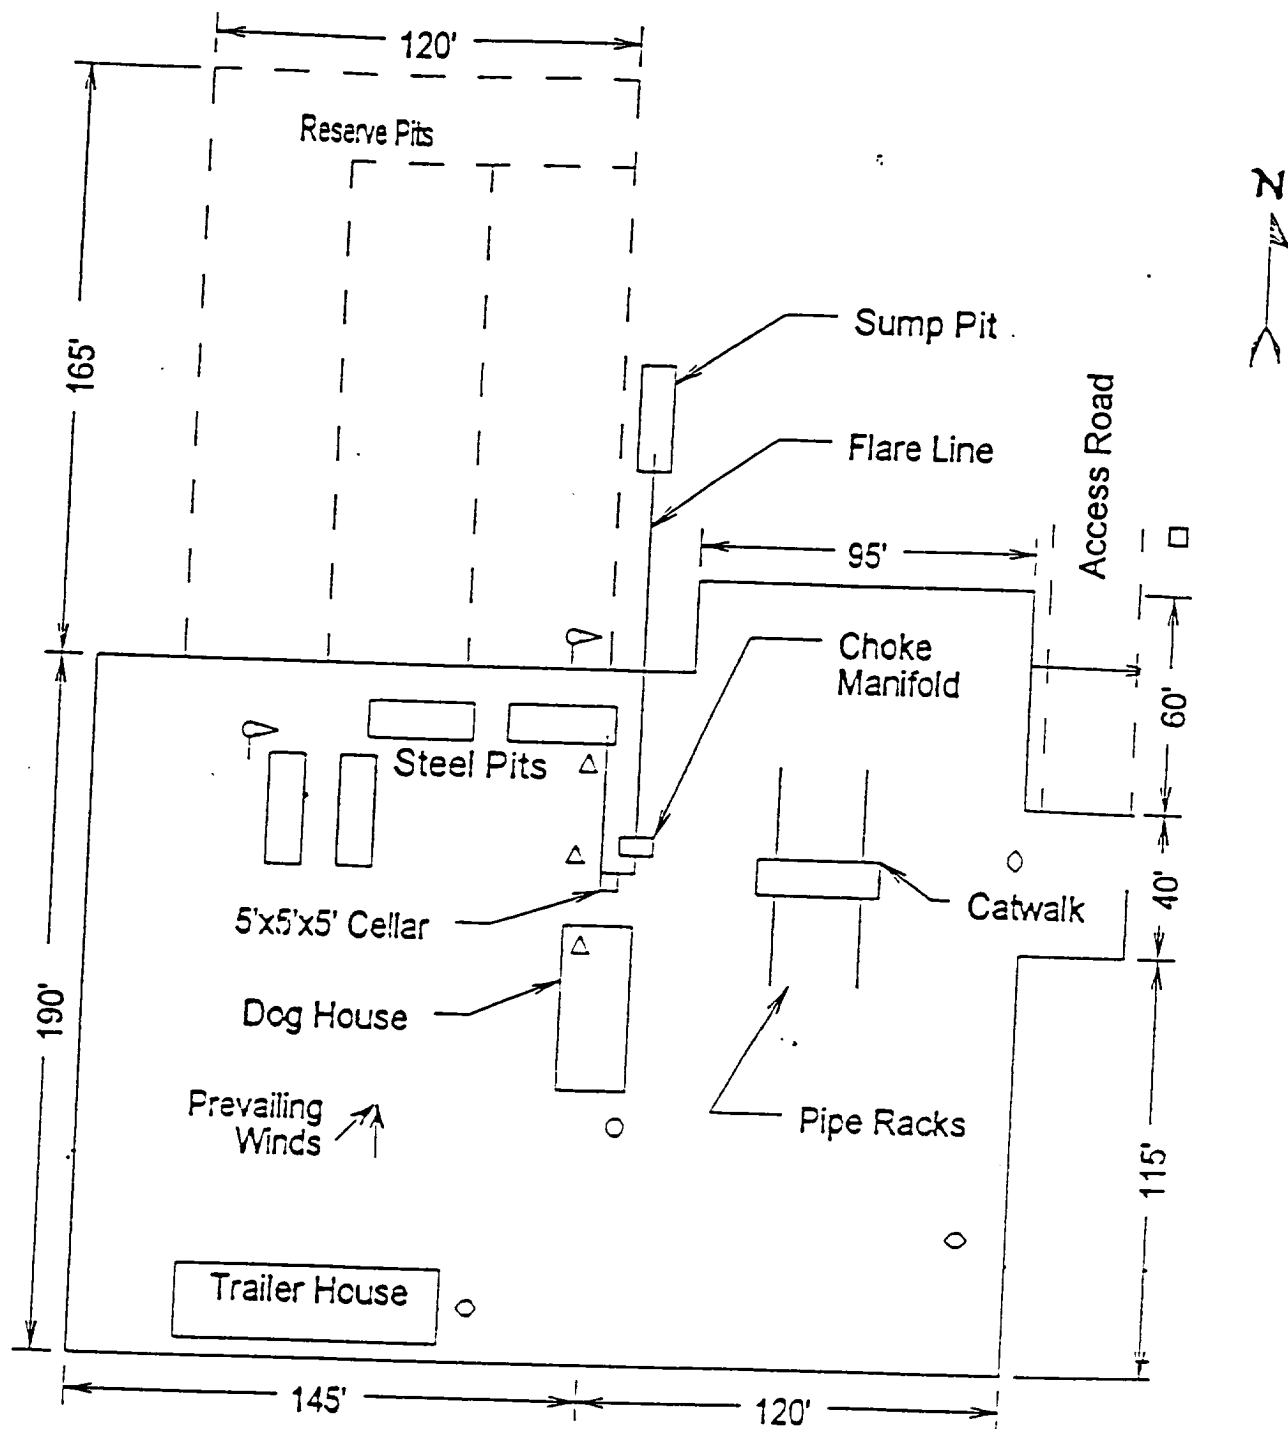 120'
Reserve Pits
N
165'
Sump Pit
Flare Line
Access Road
95'
Choke
Manifold
60'
Steel Pits
40'
5'x5'x5' Cellar
Catwalk
190'
Dog House
Prevailing
Winds
Pipe Racks
115'
Trailer House
145'
120'